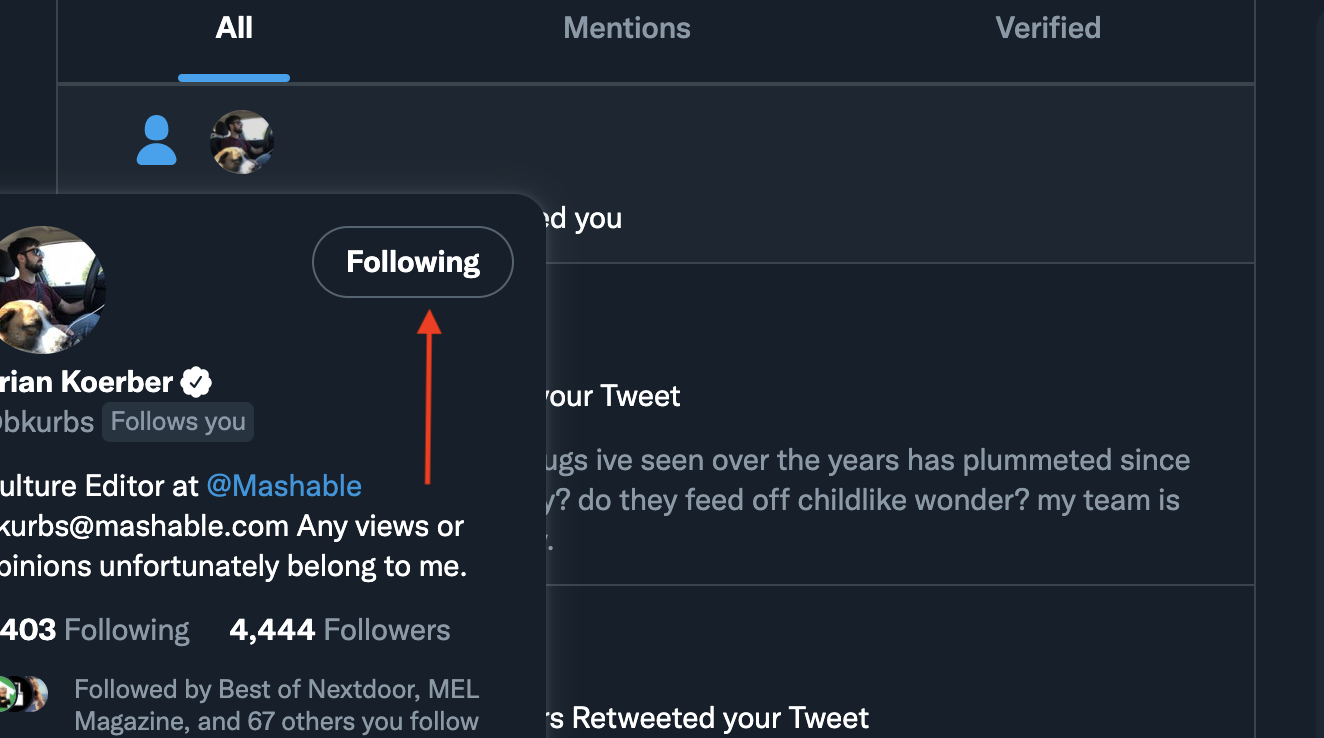 All Mentions Verified
ed you
Following
rian Koerber
bkurbs Follows you
ulture Editor at @Mashable
kurbs@mashable.com Any views or
pinions unfortunately belong to me.
403 Following 4,444 Followers
Followed by Best of Nextdoor, MEL
Magazine, and 67 others you follow
your Tweet
ugs ive seen over the years has plummeted since
y? do they feed off childlike wonder? my team is
rs Retweeted your Tweet